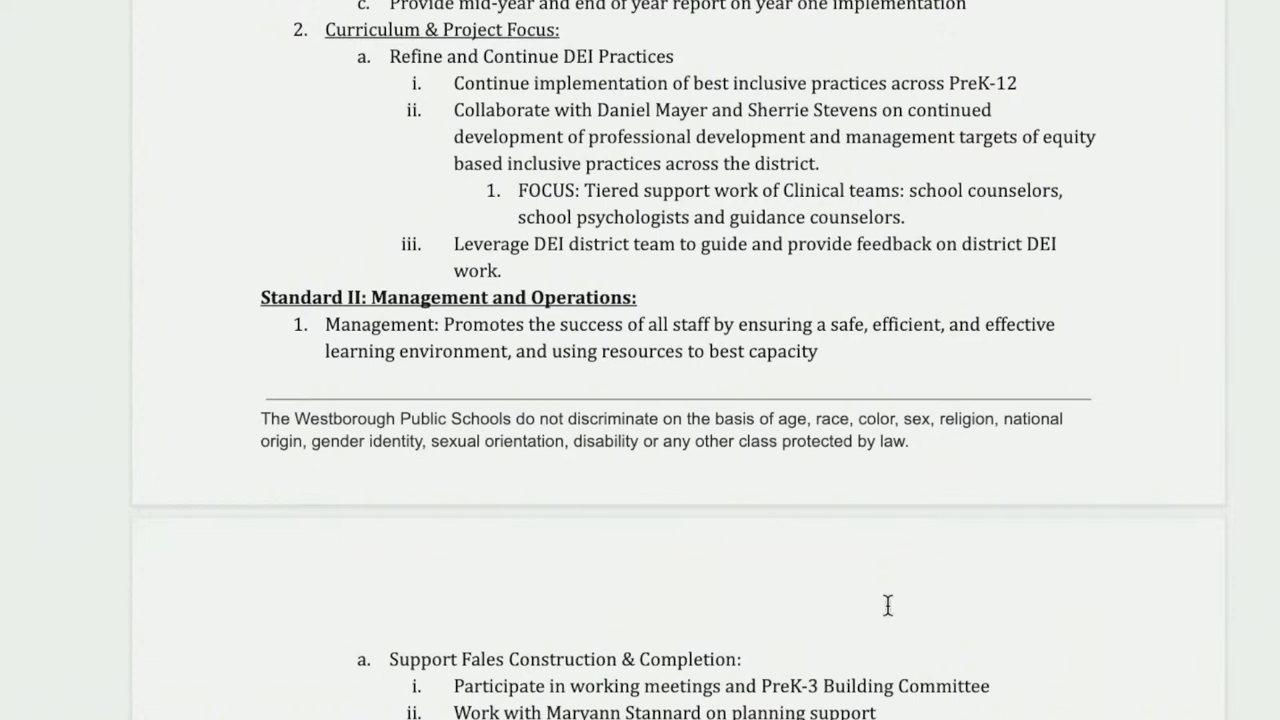 c. Provide mid-year and end of year report on year one implementation
2. Curriculum & Project Focus:
a. Refine and Continue DEI Practices
i. Continue implementation of best inclusive practices across PreK-12
ii. Collaborate with Daniel Mayer and Sherrie Stevens on continued
development of professional development and management targets of equity
based inclusive practices across the district.
1. FOCUS: Tiered support work of Clinical teams: school counselors,
school psychologists and guidance counselors.
iii. Leverage DEI district team to guide and provide feedback on district DEI
work.
Standard II: Management and Operations:
1. Management: Promotes the success of all staff by ensuring a safe, efficient, and effective
learning environment, and using resources to best capacity
The Westborough Public Schools do not discriminate on the basis of age, race, color, sex, religion, national
origin, gender identity, sexual orientation, disability or any other class protected by law.
a. Support Fales Construction & Completion:
i. Participate in working meetings and PreK-3 Building Committee
ii. Work with Maryann Stannard on planning support